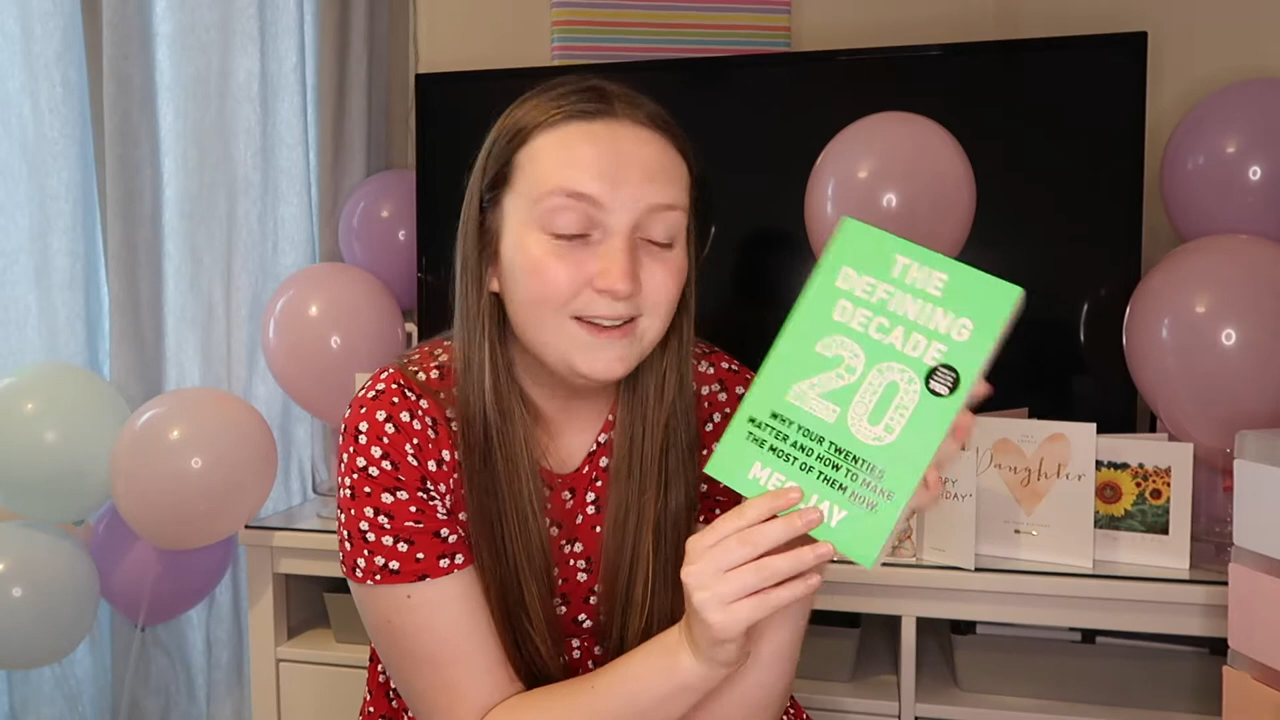 THE
DEFINING
DECADE
20
WHY YOUR TWENTIES
MATTER AND HOW TO MAKE
THE MOST OF THEM NOW.
MEG JAY
Daughter